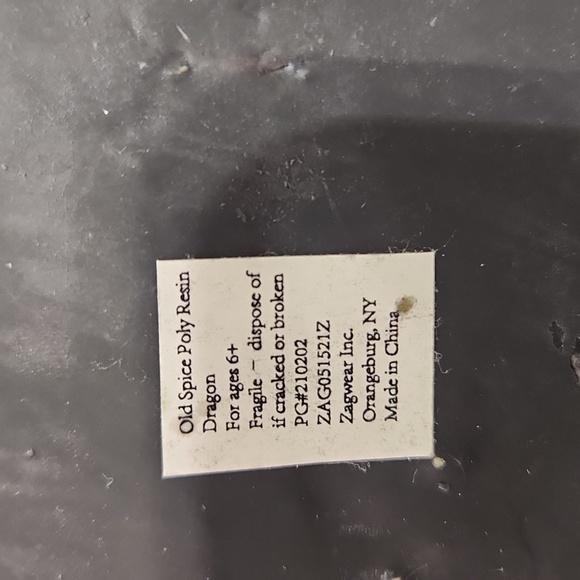 Old Spice Poly Resin
Dragon
For ages 6+
Fragile – dispose of
if cracked or broken
PG#210202
ZAG051521Z
Zagwear Inc.
Orangeburg, NY
Made in China